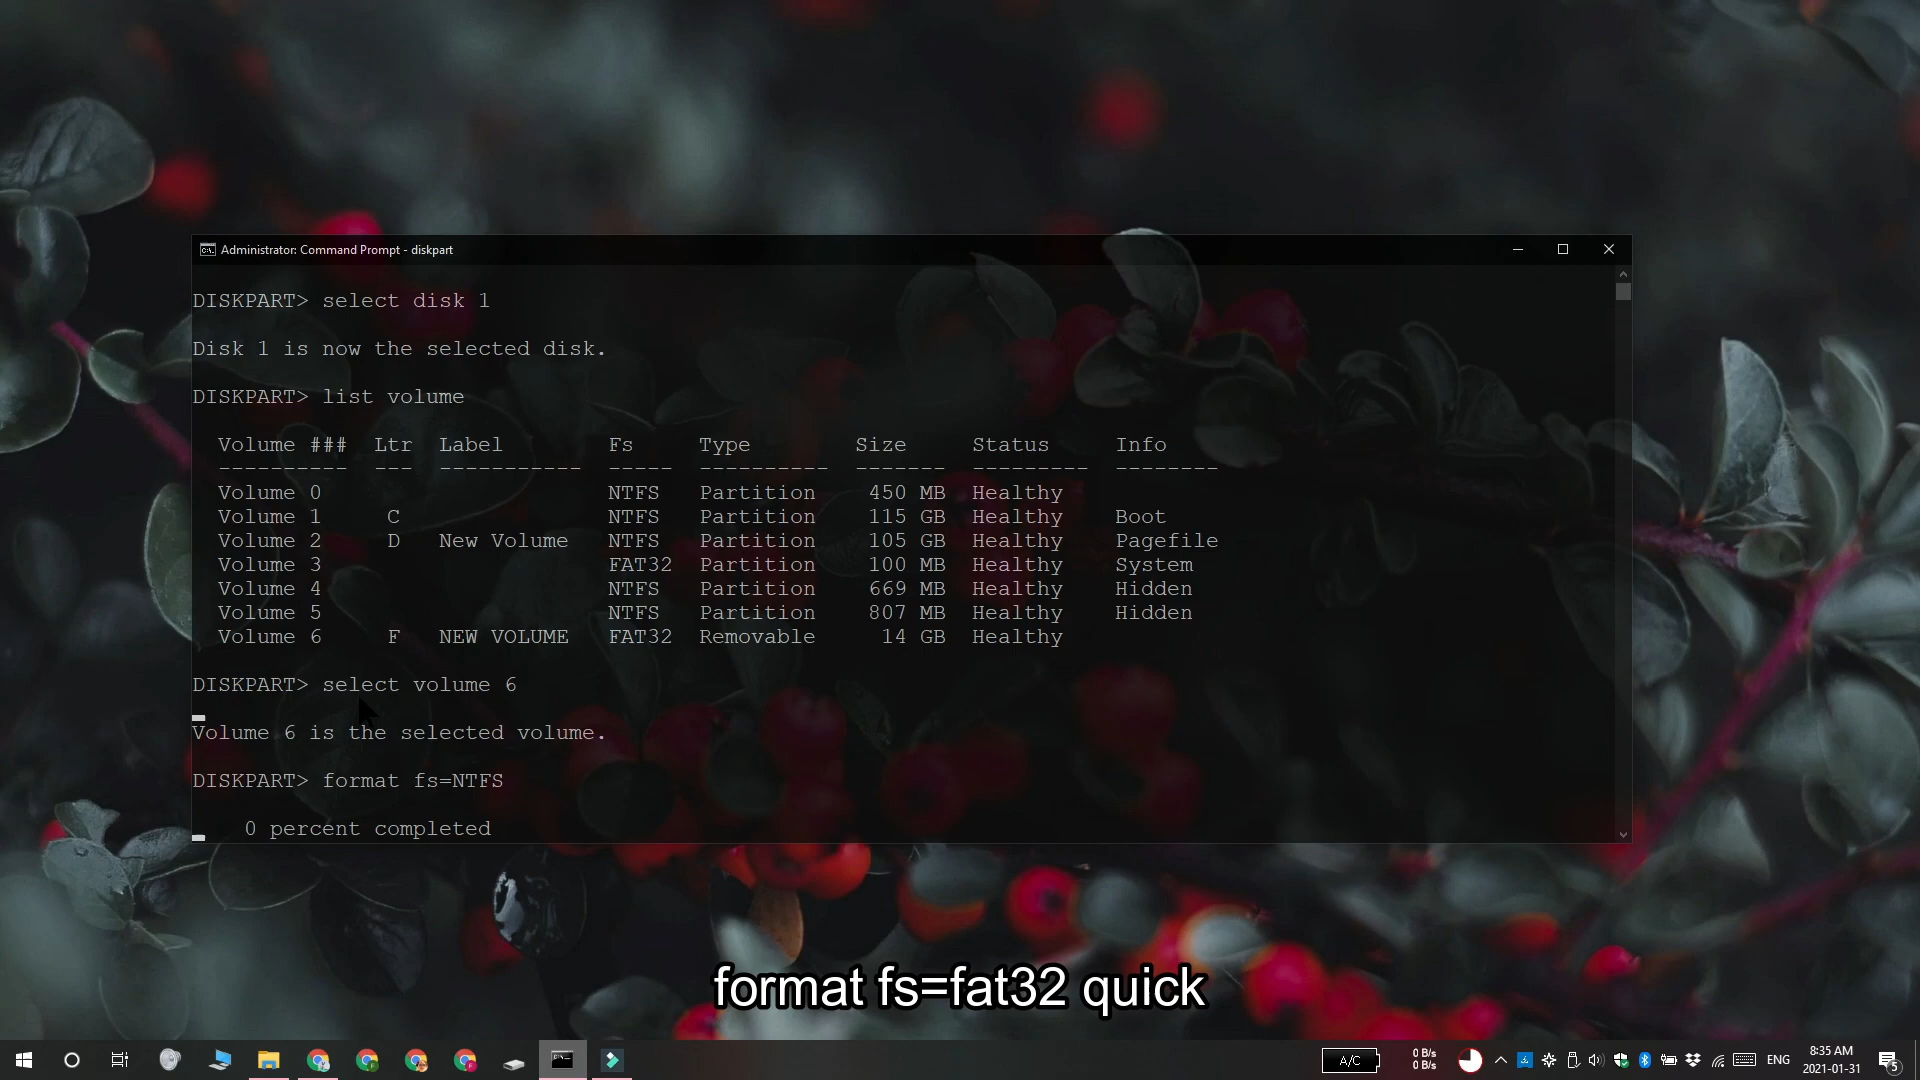 Administrator: Command Prompt - diskpart
DISKPART> select disk 1
Disk 1 is now the selected disk.
DISKPART> list volume
Volume ###  Ltr  Label        Fs     Type        Size     Status     Info
----------  ---  -----------  -----  ----------  -------  ---------  --------
Volume 0                      NTFS   Partition    450 MB  Healthy
Volume 1     C                NTFS   Partition    115 GB  Healthy    Boot
Volume 2     D   New Volume   NTFS   Partition    105 GB  Healthy    Pagefile
Volume 3                      FAT32  Partition    100 MB  Healthy    System
Volume 4                      NTFS   Partition    669 MB  Healthy    Hidden
Volume 5                      NTFS   Partition    807 MB  Healthy    Hidden
Volume 6     F   NEW VOLUME   FAT32  Removable     14 GB  Healthy
DISKPART> select volume 6
Volume 6 is the selected volume.
DISKPART> format fs=NTFS
0 percent completed
format fs=fat32 quick
A/C
0 B/s
0 B/s
ENG
8:35 AM
2021-01-31
5